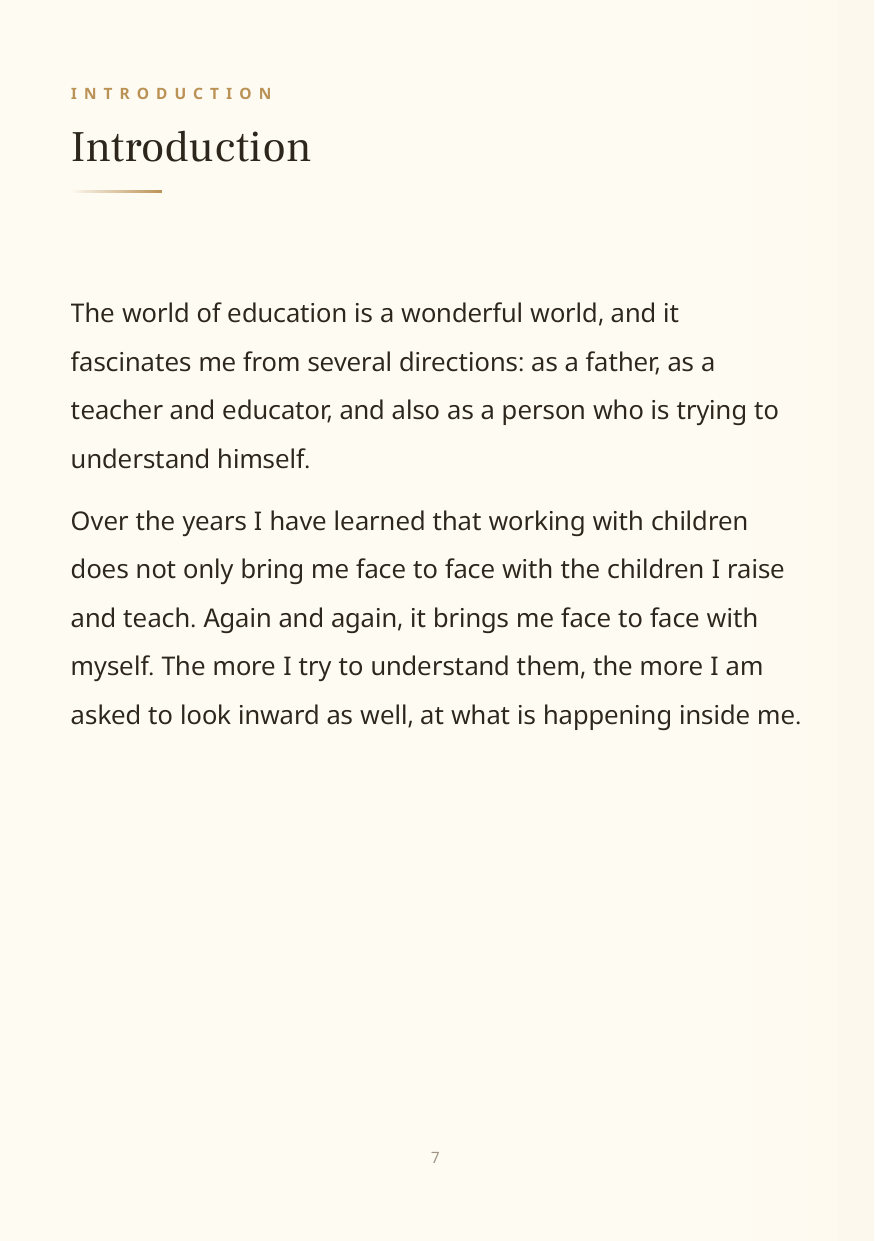 INTRODUCTION
Introduction
The world of education is a wonderful world, and it
fascinates me from several directions: as a father, as a
teacher and educator, and also as a person who is trying to
understand himself.
Over the years I have learned that working with children
does not only bring me face to face with the children I raise
and teach. Again and again, it brings me face to face with
myself. The more I try to understand them, the more I am
asked to look inward as well, at what is happening inside me.
7